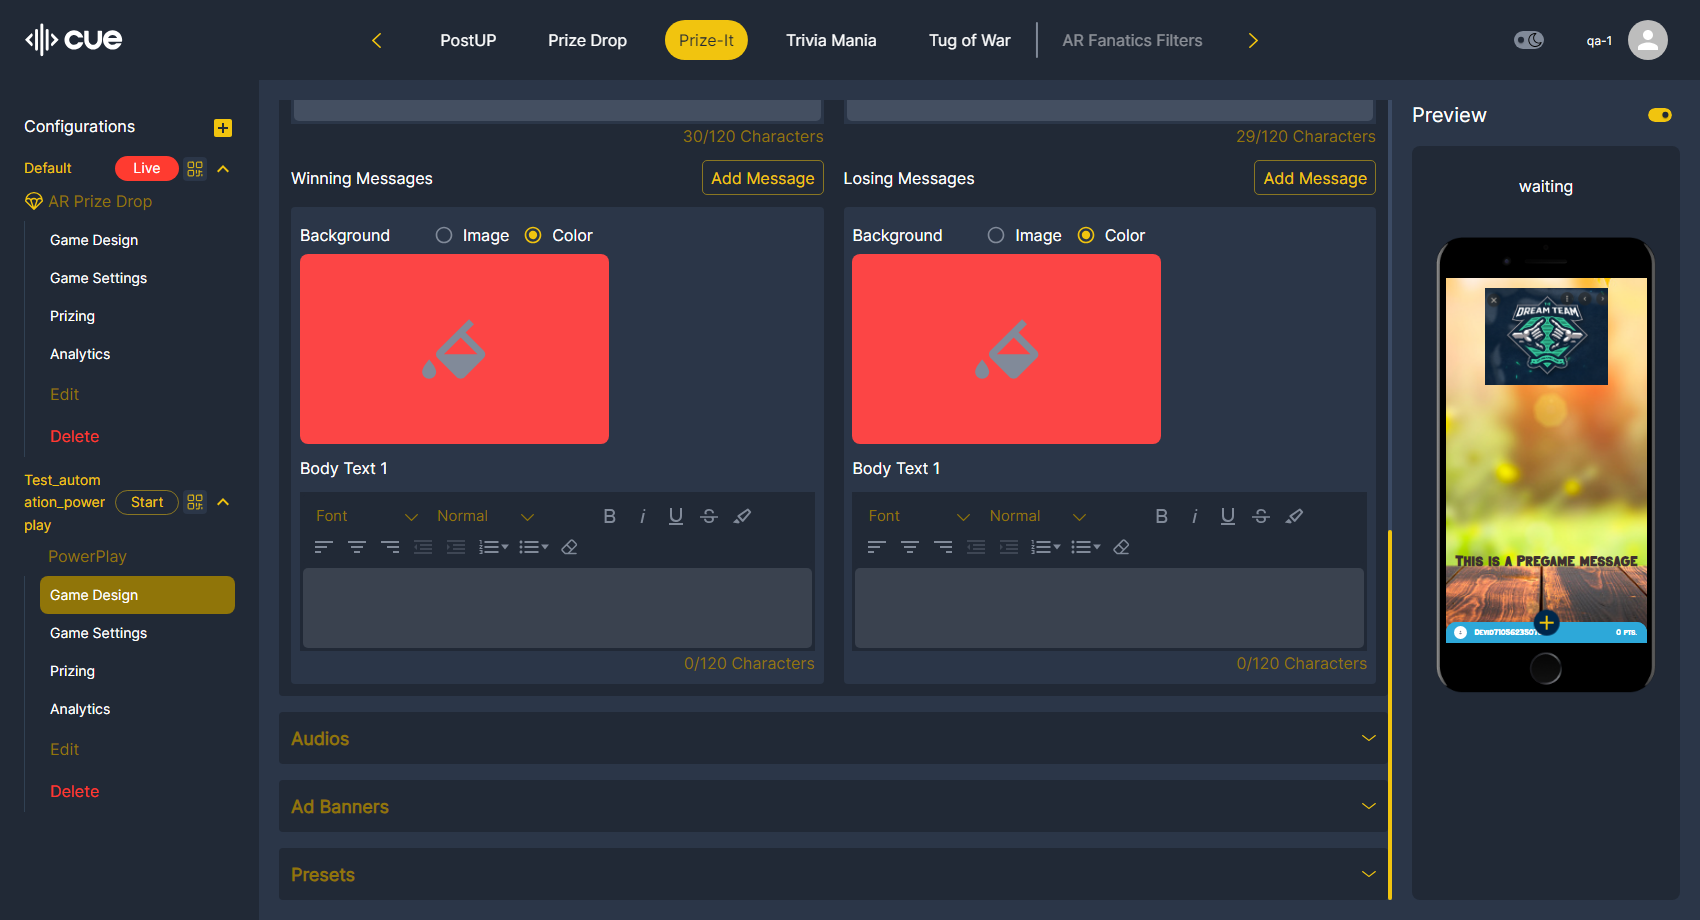 cue
PostUP
Prize Drop
Prize-It
Trivia Mania
Tug of War
AR Fanatics Filters
qa-1
Configurations
Default
Live
AR Prize Drop
Game Design
Game Settings
Prizing
Analytics
Edit
Delete
Test_autom
ation_power
play
Start
PowerPlay
Game Design
Game Settings
Prizing
Analytics
Edit
Delete
30/120 Characters
29/120 Characters
Winning Messages
Add Message
Losing Messages
Add Message
Background
Image
Color
Background
Image
Color
Body Text 1
Body Text 1
Font
Normal
Font
Normal
0/120 Characters
0/120 Characters
Audios
Ad Banners
Presets
Preview
waiting
DREAM TEAM
This is a Pregame message
0 pts.